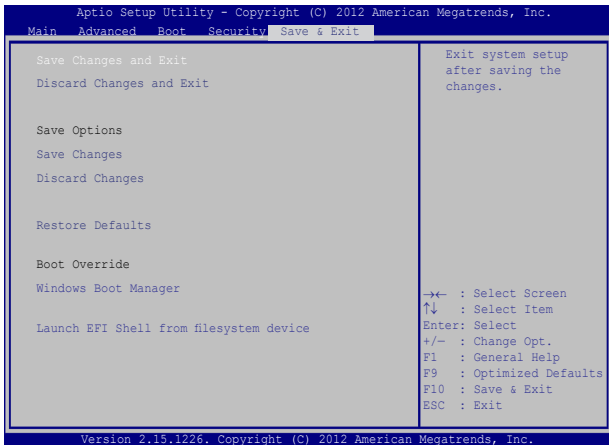 Aptio Setup Utility - Copyright (C) 2012 American Megatrends, Inc.
Main Advanced Boot Security Save & Exit
Save Changes and Exit
Discard Changes and Exit
Save Options
Save Changes
Discard Changes
Restore Defaults
Boot Override
Windows Boot Manager
Launch EFI Shell from filesystem device
Exit system setup
after saving the
changes.
→← : Select Screen
↑↓ : Select Item
Enter: Select
+/− : Change Opt.
F1 : General Help
F9 : Optimized Defaults
F10 : Save & Exit
ESC : Exit
Version 2.15.1226. Copyright (C) 2012 American Megatrends, Inc.